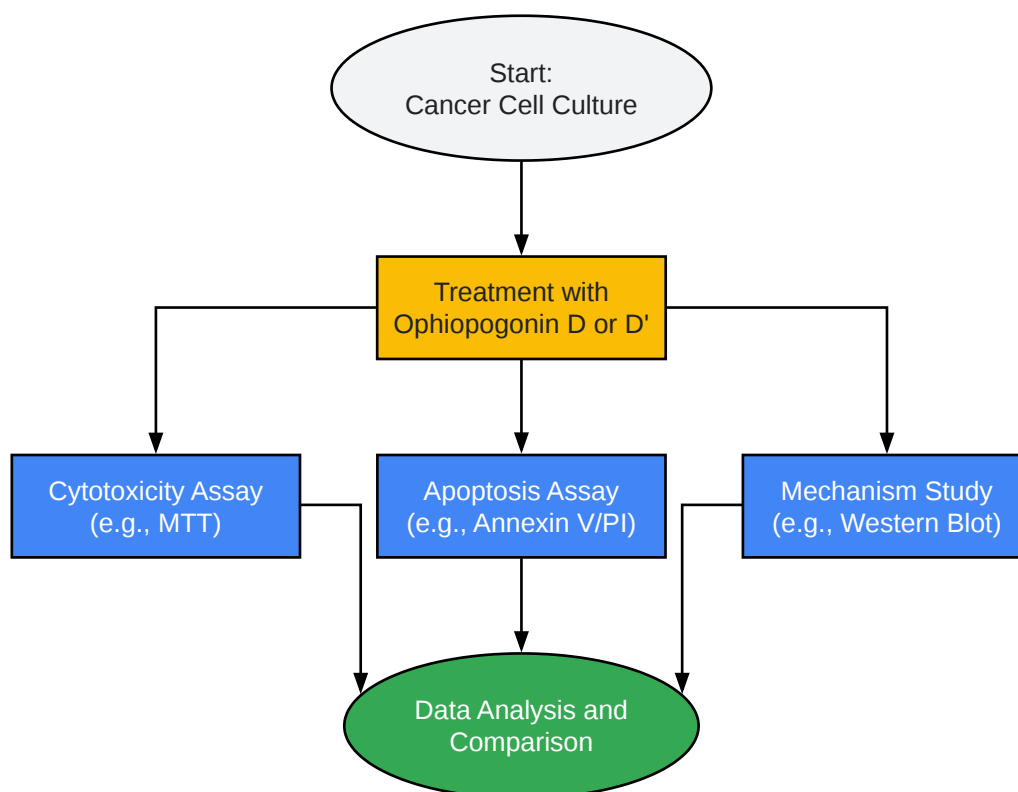 Start:
Cancer Cell Culture
Treatment with
Ophiopogonin D or D'
Cytotoxicity Assay
(e.g., MTT)
Apoptosis Assay
(e.g., Annexin V/PI)
Mechanism Study
(e.g., Western Blot)
Data Analysis and
Comparison